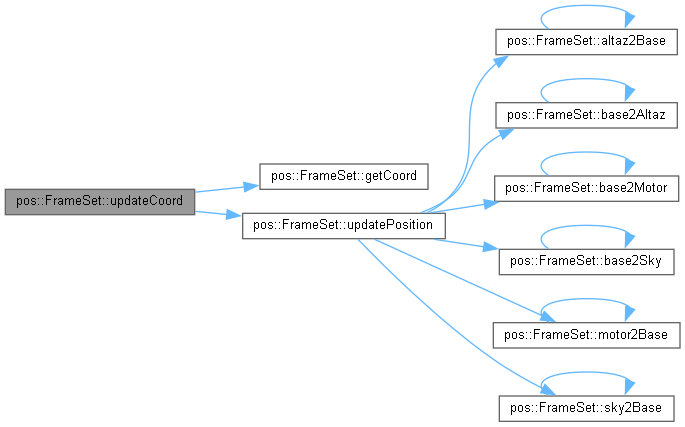 pos::FrameSet::altaz2Base
pos::FrameSet::base2Altaz
pos::FrameSet::getCoord
pos::FrameSet::base2Motor
pos::FrameSet::updateCoord
pos::FrameSet::updatePosition
pos::FrameSet::base2Sky
pos::FrameSet::motor2Base
pos::FrameSet::sky2Base